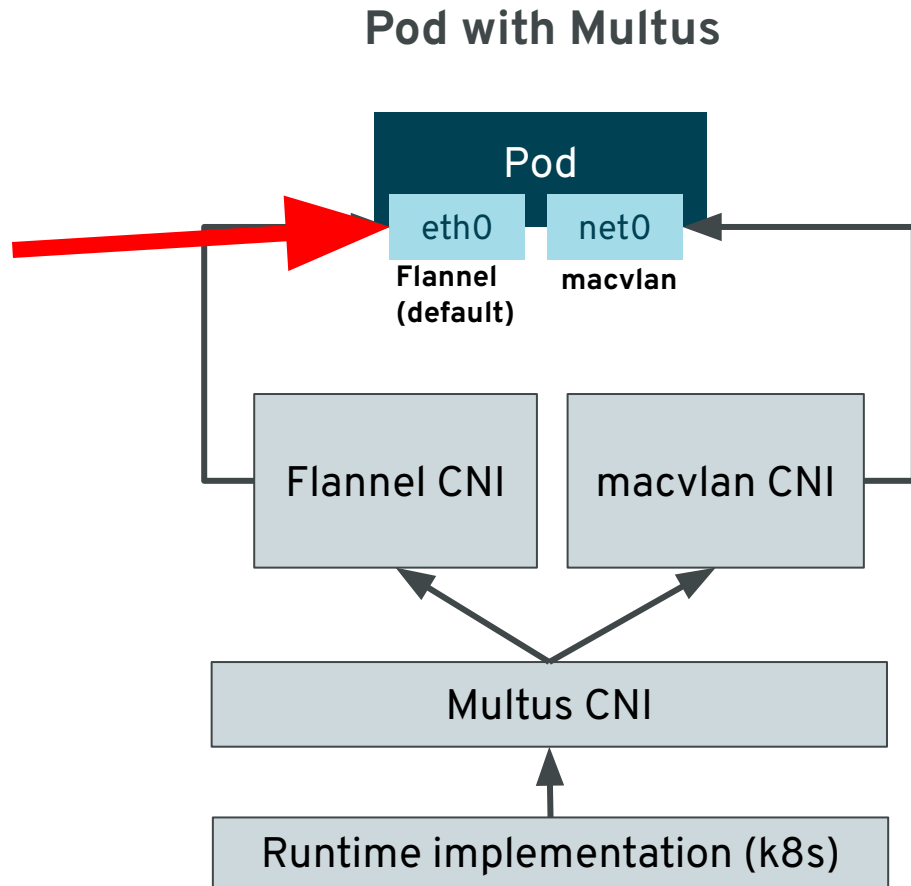 Pod with Multus
Pod
eth0
net0
Flannel
(default)
macvlan
Flannel CNI
macvlan CNI
Multus CNI
Runtime implementation (k8s)